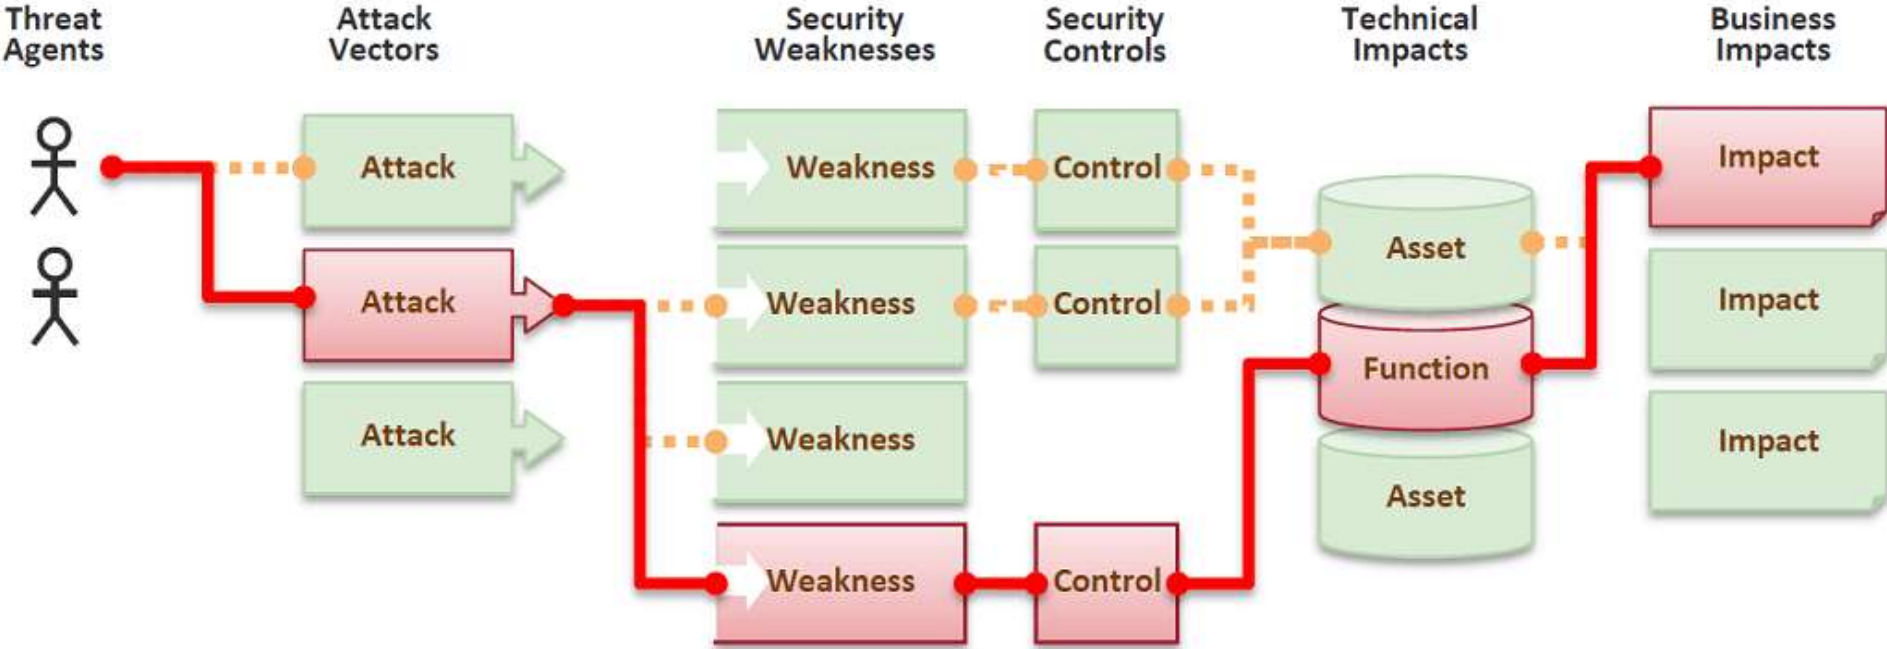 Threat
Agents
Attack
Vectors
Security
Weaknesses
Security
Controls
Technical
Impacts
Business
Impacts
Attack
Weakness
Control
Impact
Asset
Attack
Weakness
Control
Impact
Function
Attack
Weakness
Impact
Asset
Weakness
Control